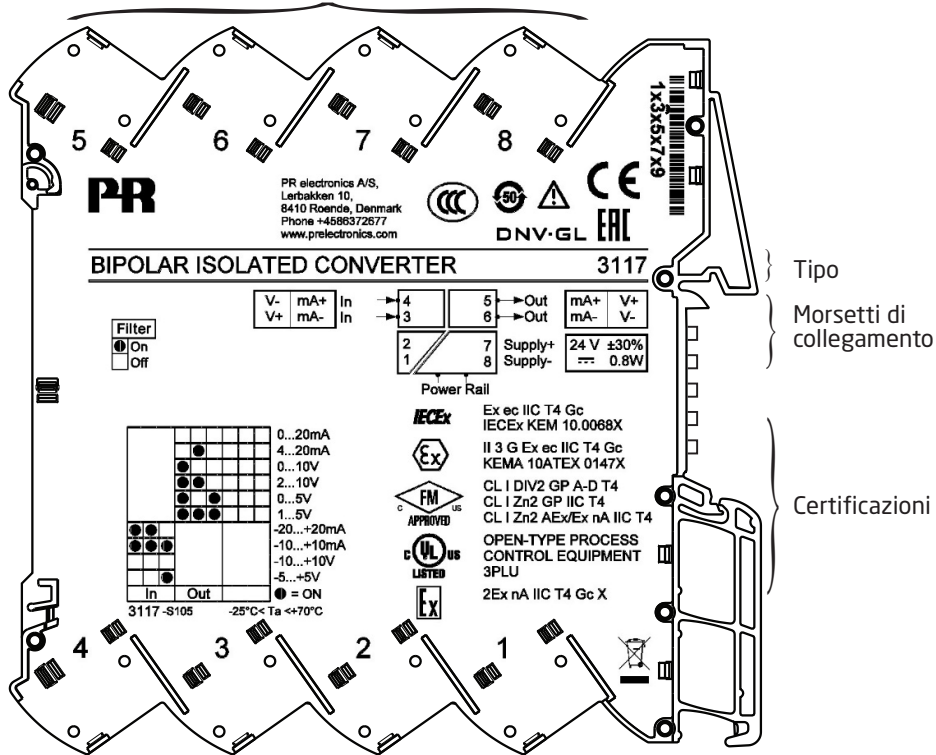 5 6 7 8
1x3x5x7x9
PR
PR electronics A/S,
Lerbakken 10,
8410 Roende, Denmark
Phone +4586372677
www.prelectronics.com
CCC 50 CE
DNV·GL EAC
BIPOLAR ISOLATED CONVERTER 3117
Tipo
Morsetti di
collegamento
V- mA+ In 4 5 Out mA+ V+
V+ mA- In 3 6 Out mA- V-
2 7 Supply+ 24 V ±30%
1 8 Supply- 0.8W
Power Rail
Filter
On
Off
IECEx Ex ec IIC T4 Gc
IECEx KEM 10.0068X
Ex II 3 G Ex ec IIC T4 Gc
KEMA 10ATEX 0147X
c FM us CL I DIV2 GP A-D T4
APPROVED CL I Zn2 GP IIC T4
CL I Zn2 AEx/Ex nA IIC T4
c UL us OPEN-TYPE PROCESS
LISTED CONTROL EQUIPMENT
3PLU
Ex 2Ex nA IIC T4 Gc X
Certificazioni
0...20mA
4...20mA
0...10V
2...10V
0...5V
1...5V
-20...+20mA
-10...+10mA
-10...+10V
-5...+5V
In Out = ON
3117 -S105 -25°C< Ta <+70°C
4 3 2 1